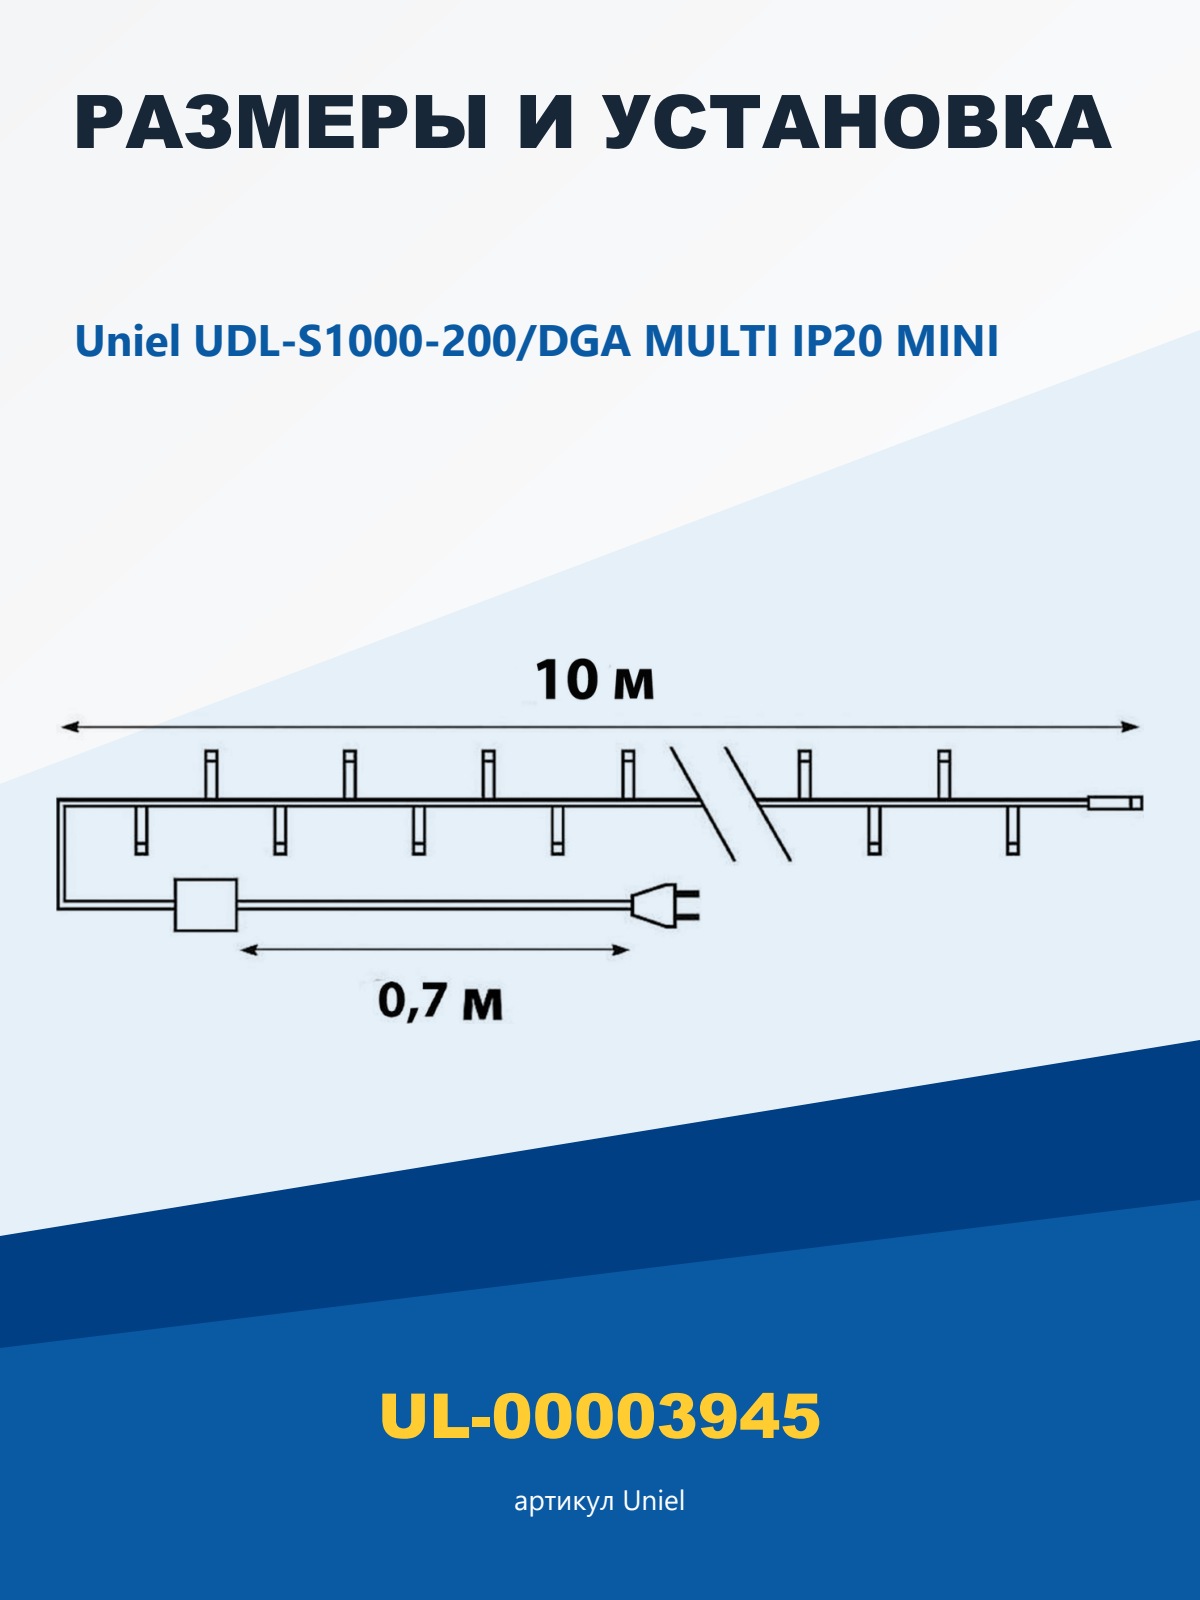 РАЗМЕРЫ И УСТАНОВКА
Uniel UDL-S1000-200/DGA MULTI IP20 MINI
10 м
0,7 м
UL-00003945
артикул Uniel